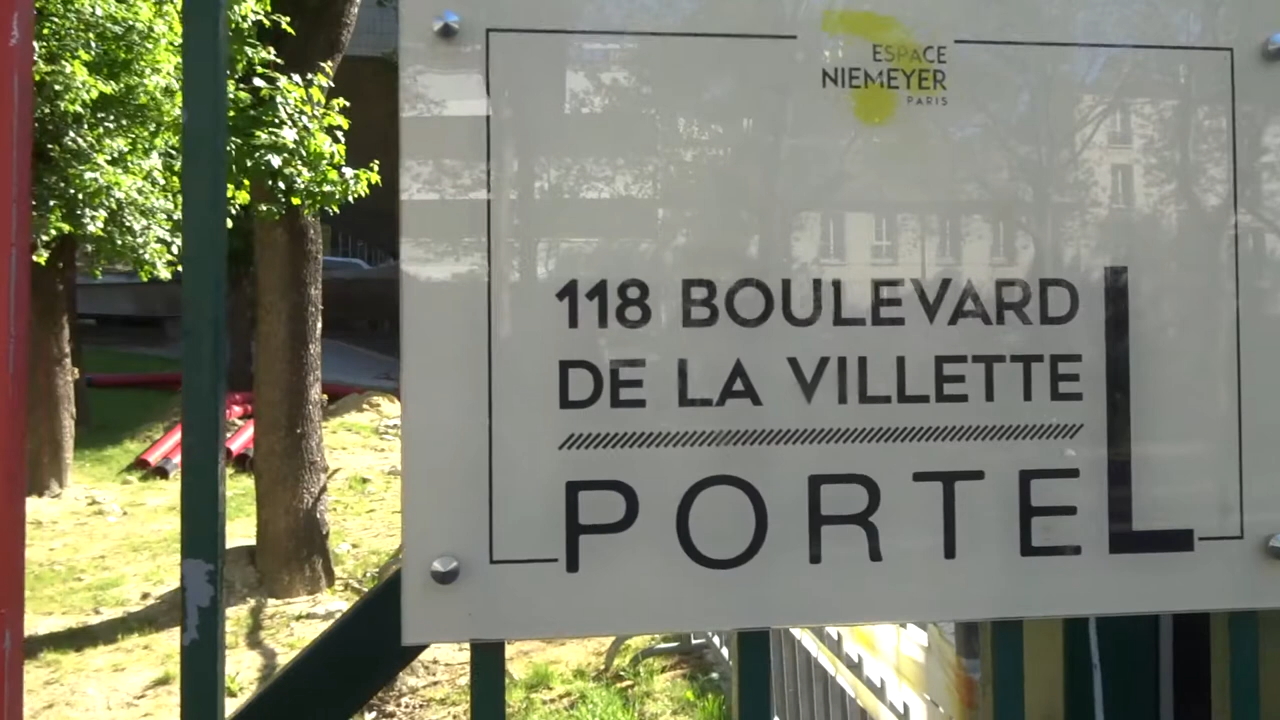 ESPACE
NIEMEYER
PARIS
118 BOULEVARD
DE LA VILLETTE
PORTE L